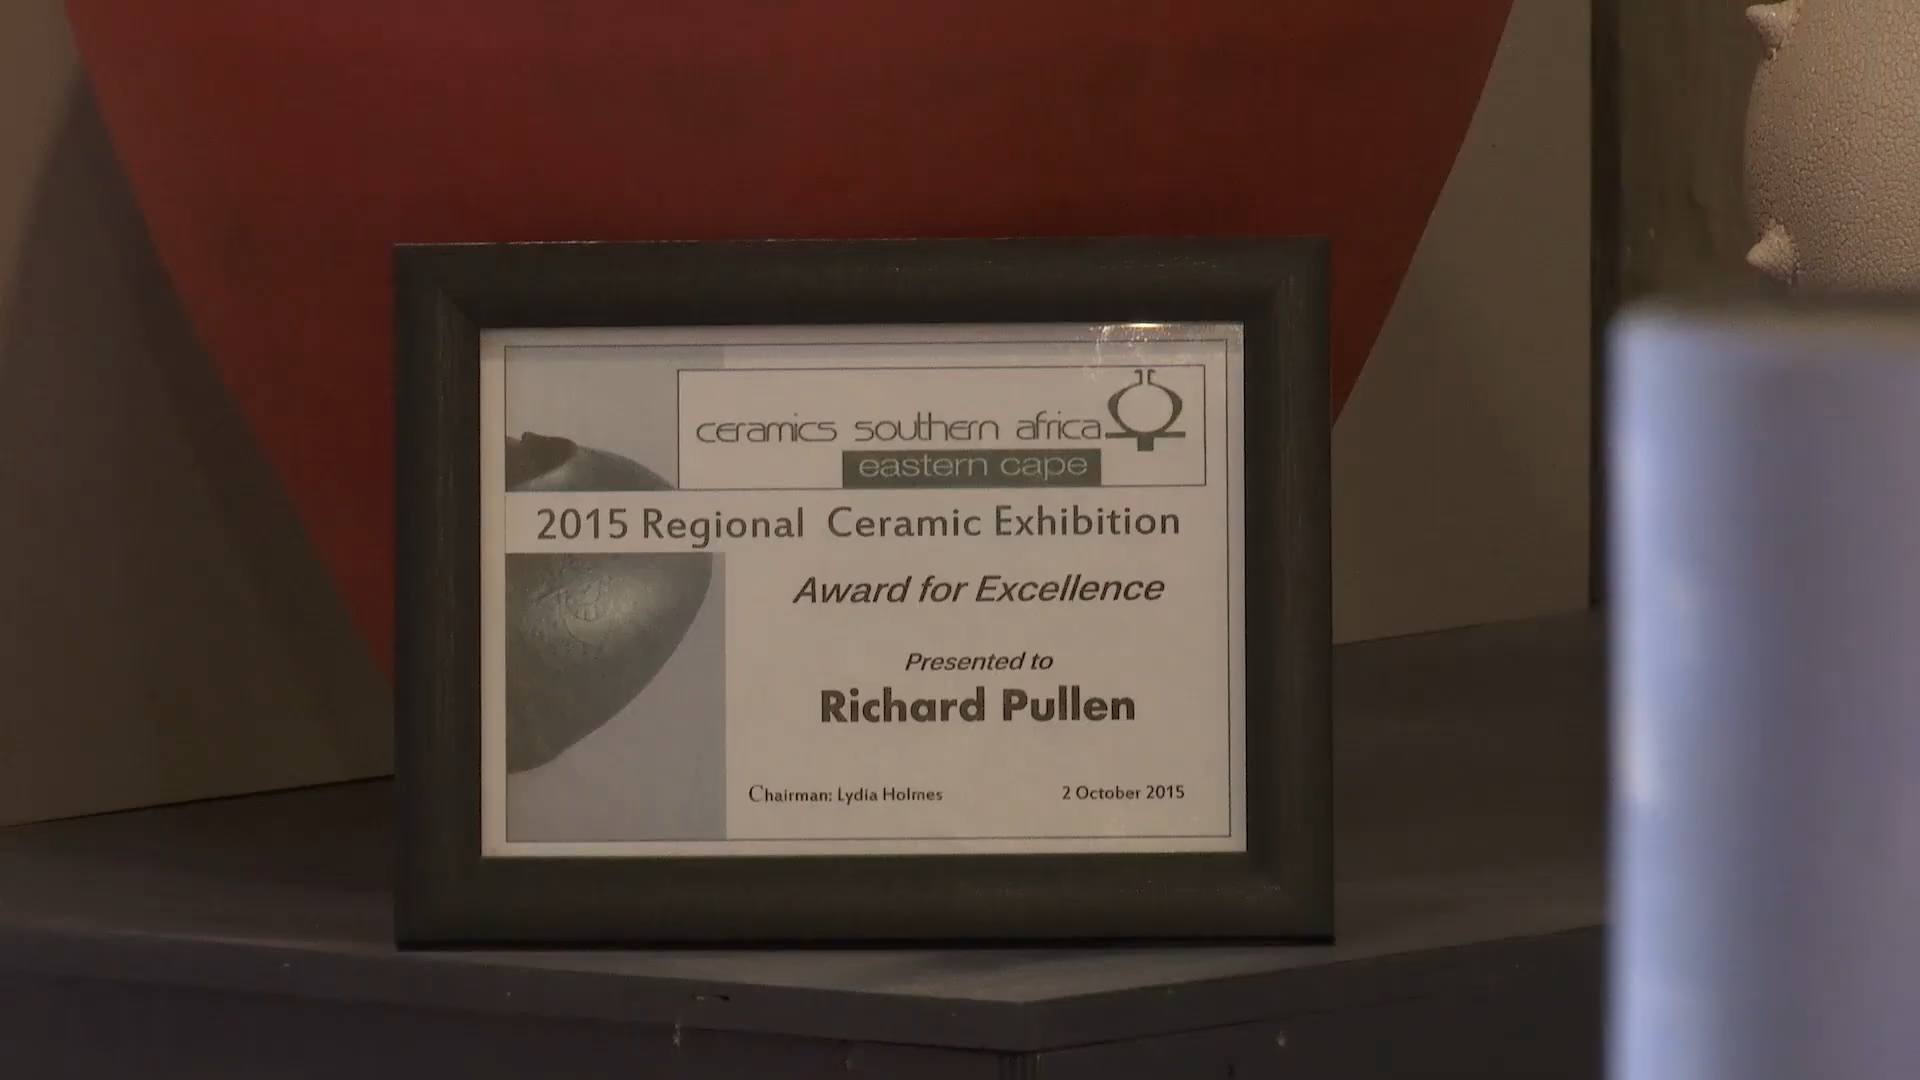 ceramics southern africa
eastern cape
2015 Regional Ceramic Exhibition
Award for Excellence
Presented to
Richard Pullen
Chairman: Lydia Holmes 2 October 2015